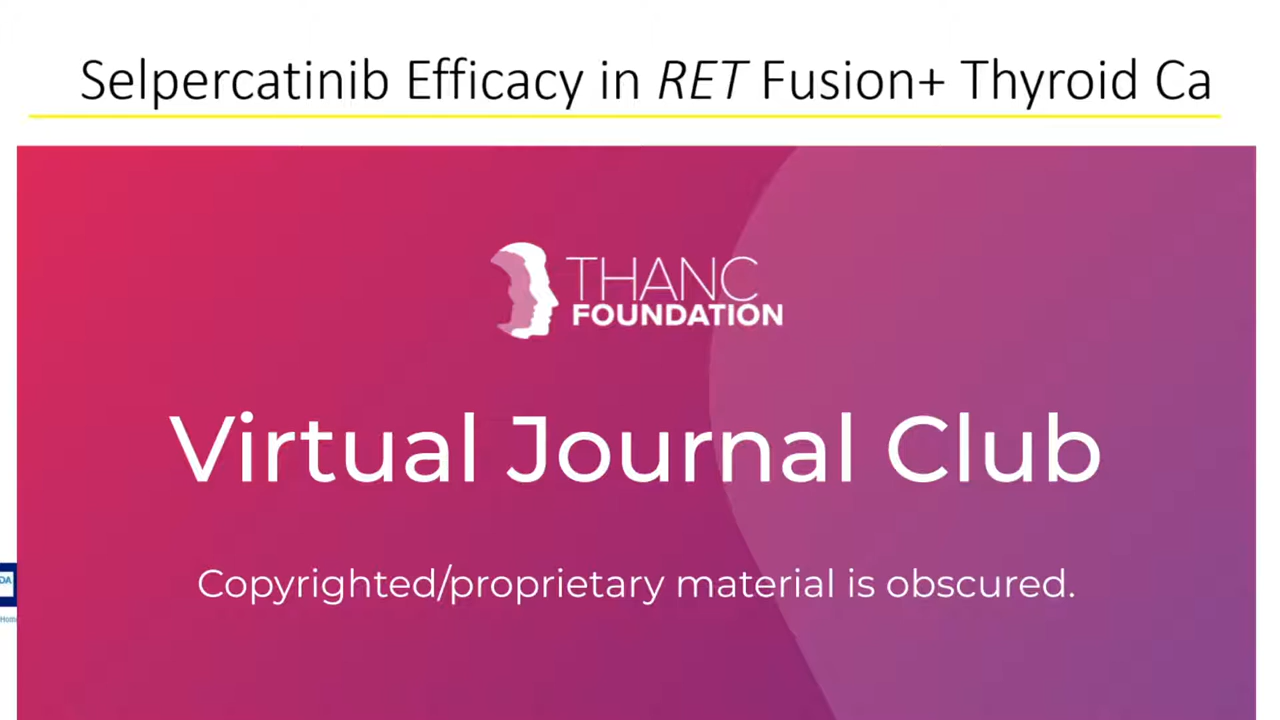 Selpercatinib Efficacy in RET Fusion+ Thyroid Ca
THANC
FOUNDATION
Virtual Journal Club
Copyrighted/proprietary material is obscured.